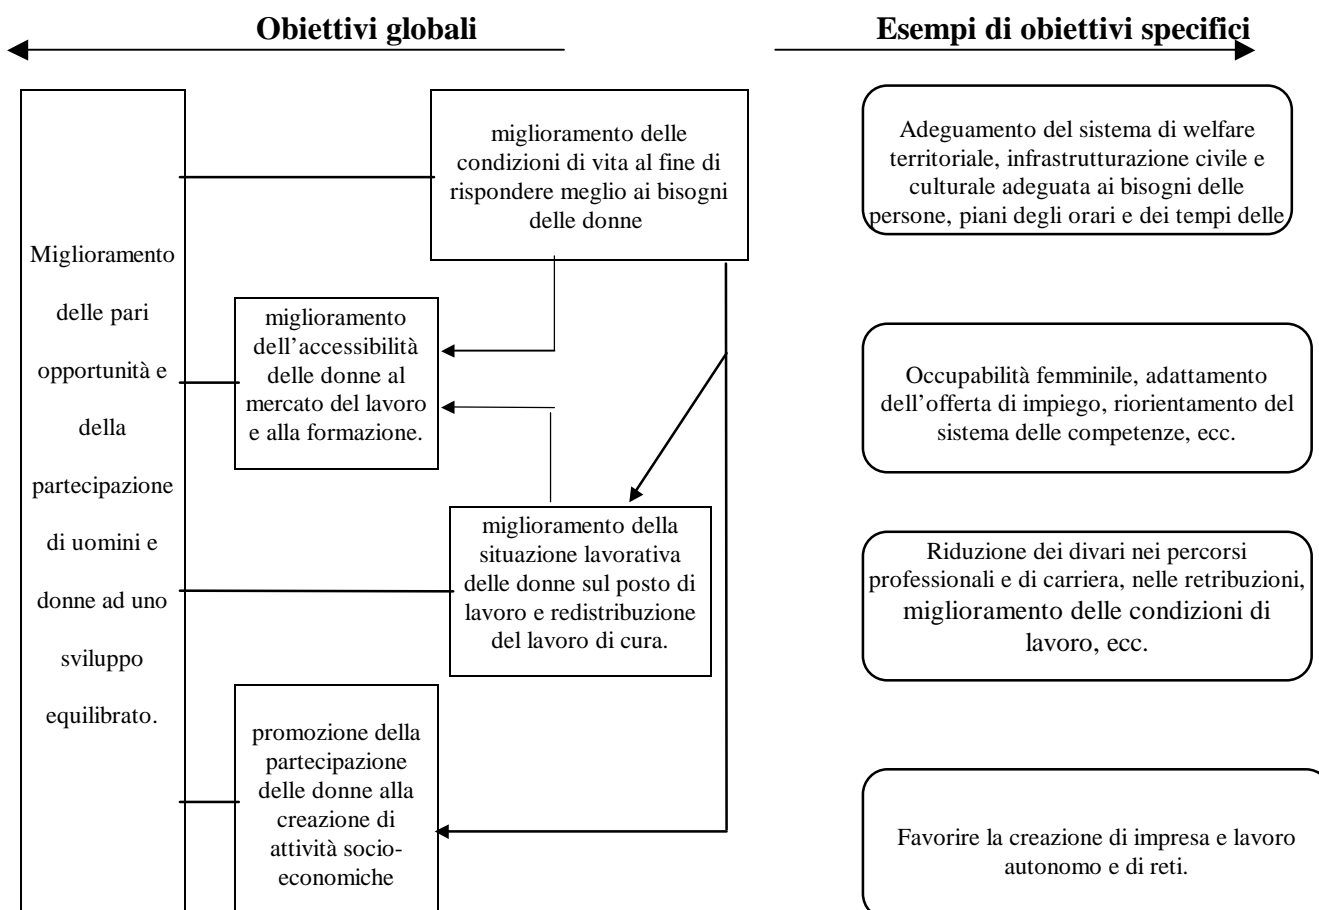 Obiettivi globali
Esempi di obiettivi specifici
Miglioramento
delle pari
opportunità e
della
partecipazione
di uomini e
donne ad uno
sviluppo
equilibrato.
miglioramento delle
condizioni di vita al fine di
rispondere meglio ai bisogni
delle donne
Adeguamento del sistema di welfare
territoriale, infrastrutturazione civile e
culturale adeguata ai bisogni delle
persone, piani degli orari e dei tempi delle
miglioramento
dell’accessibilità
delle donne al
mercato del lavoro
e alla formazione.
Occupabilità femminile, adattamento
dell’offerta di impiego, riorientamento del
sistema delle competenze, ecc.
miglioramento della
situazione lavorativa
delle donne sul posto di
lavoro e redistribuzione
del lavoro di cura.
Riduzione dei divari nei percorsi
professionali e di carriera, nelle retribuzioni,
miglioramento delle condizioni di
lavoro, ecc.
promozione della
partecipazione
delle donne alla
creazione di
attività socio-
economiche
Favorire la creazione di impresa e lavoro
autonomo e di reti.